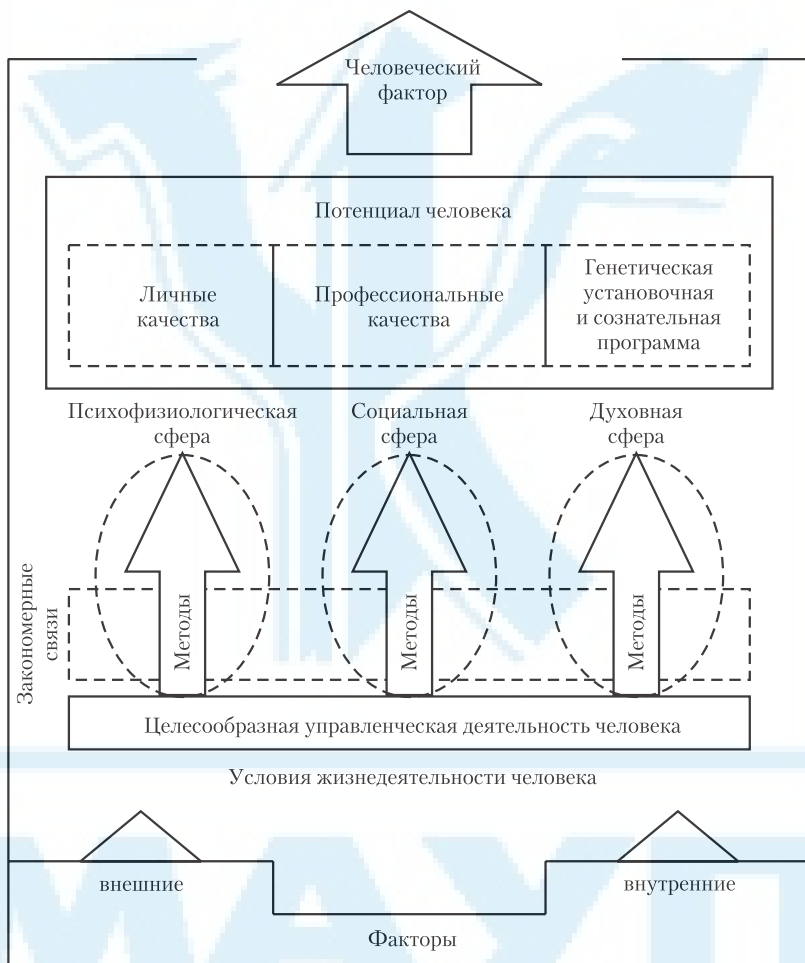 Человеческий
фактор
Потенциал человека
Личные
качества
Профессиональные
качества
Генетическая
установочная
и сознательная
программа
Психофизиологическая
сфера
Социальная
сфера
Духовная
сфера
Закономерные
связи
Методы
Методы
Методы
Целесообразная управленческая деятельность человека
Условия жизнедеятельности человека
внешние
внутренние
Факторы
МАУП